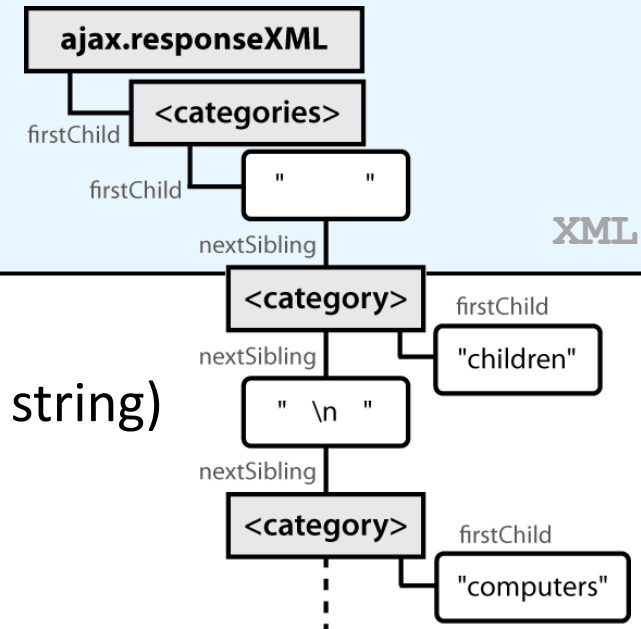 ajax.responseXML
<categories>
firstChild
firstChild
" "
nextSibling
XML
<category>
firstChild
"children"
nextSibling
string)
" \n "
nextSibling
<category>
firstChild
"computers"